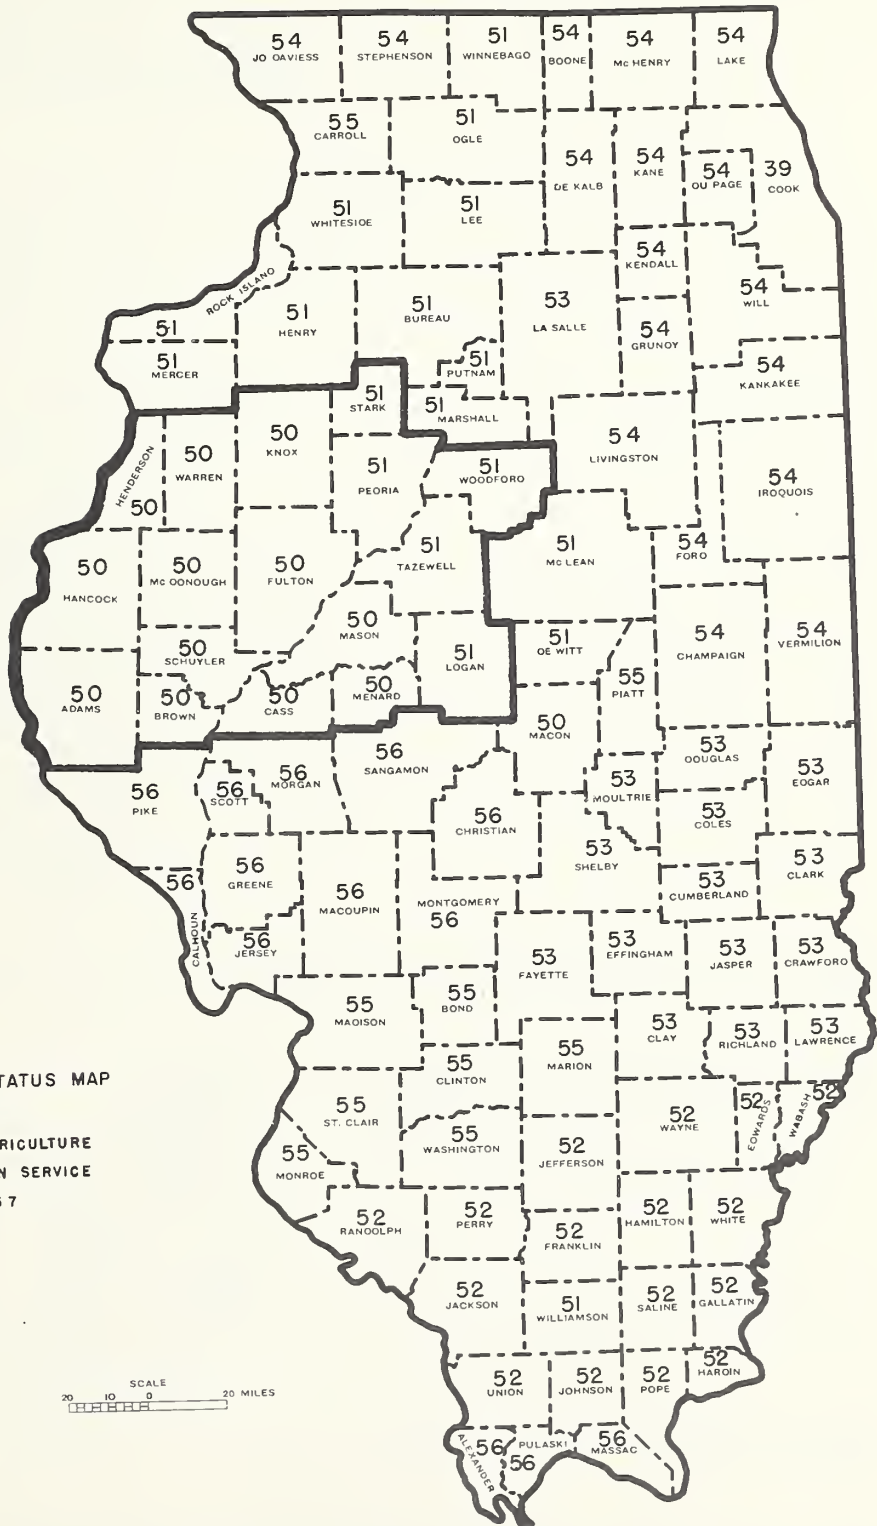 54
JO DAVIESS
54
STEPHENSON
51
WINNEBAGO
54
BOONE
54
Mc HENRY
54
LAKE
55
CARROLL
51
OGLE
54
DE KALB
54
KANE
54
DU PAGE
39
COOK
51
WHITESIDE
51
LEE
54
KENDALL
54
WILL
ROCK ISLAND
51
51
HENRY
51
BUREAU
53
LA SALLE
54
GRUNDY
51
MERCER
51
PUTNAM
54
KANKAKEE
51
STARK
51
MARSHALL
HENDERSON
50
50
WARREN
50
KNOX
51
PEORIA
51
WOODFORD
54
LIVINGSTON
54
IROQUOIS
50
HANCOCK
50
Mc DONOUGH
50
FULTON
51
TAZEWELL
51
Mc LEAN
54
FORD
50
MASON
50
SCHUYLER
51
LOGAN
51
DE WITT
55
PIATT
54
CHAMPAIGN
54
VERMILION
50
ADAMS
50
BROWN
50
CASS
50
MENARD
50
MACON
56
PIKE
56
SCOTT
56
MORGAN
56
SANGAMON
56
CHRISTIAN
53
MOULTRIE
53
DOUGLAS
53
EDGAR
53
COLES
56
CALHOUN
56
GREENE
56
MACOUPIN
MONTGOMERY
56
53
SHELBY
53
CUMBERLAND
53
CLARK
56
JERSEY
53
FAYETTE
53
EFFINGHAM
53
JASPER
53
CRAWFORD
55
MADISON
55
BOND
53
CLAY
53
RICHLAND
53
LAWRENCE
55
CLINTON
55
MARION
TATUS MAP
55
ST. CLAIR
55
WASHINGTON
52
JEFFERSON
52
WAYNE
52
EDWARDS
52
WABASH
RICULTURE
N SERVICE
57
55
MONROE
52
RANDOLPH
52
PERRY
52
FRANKLIN
52
HAMILTON
52
WHITE
52
JACKSON
51
WILLIAMSON
52
SALINE
52
GALLATIN
52
UNION
52
JOHNSON
52
POPE
52
HARDIN
SCALE
20 10 0 20 MILES
56
ALEXANDER
PULASKI
56
56
MASSAC